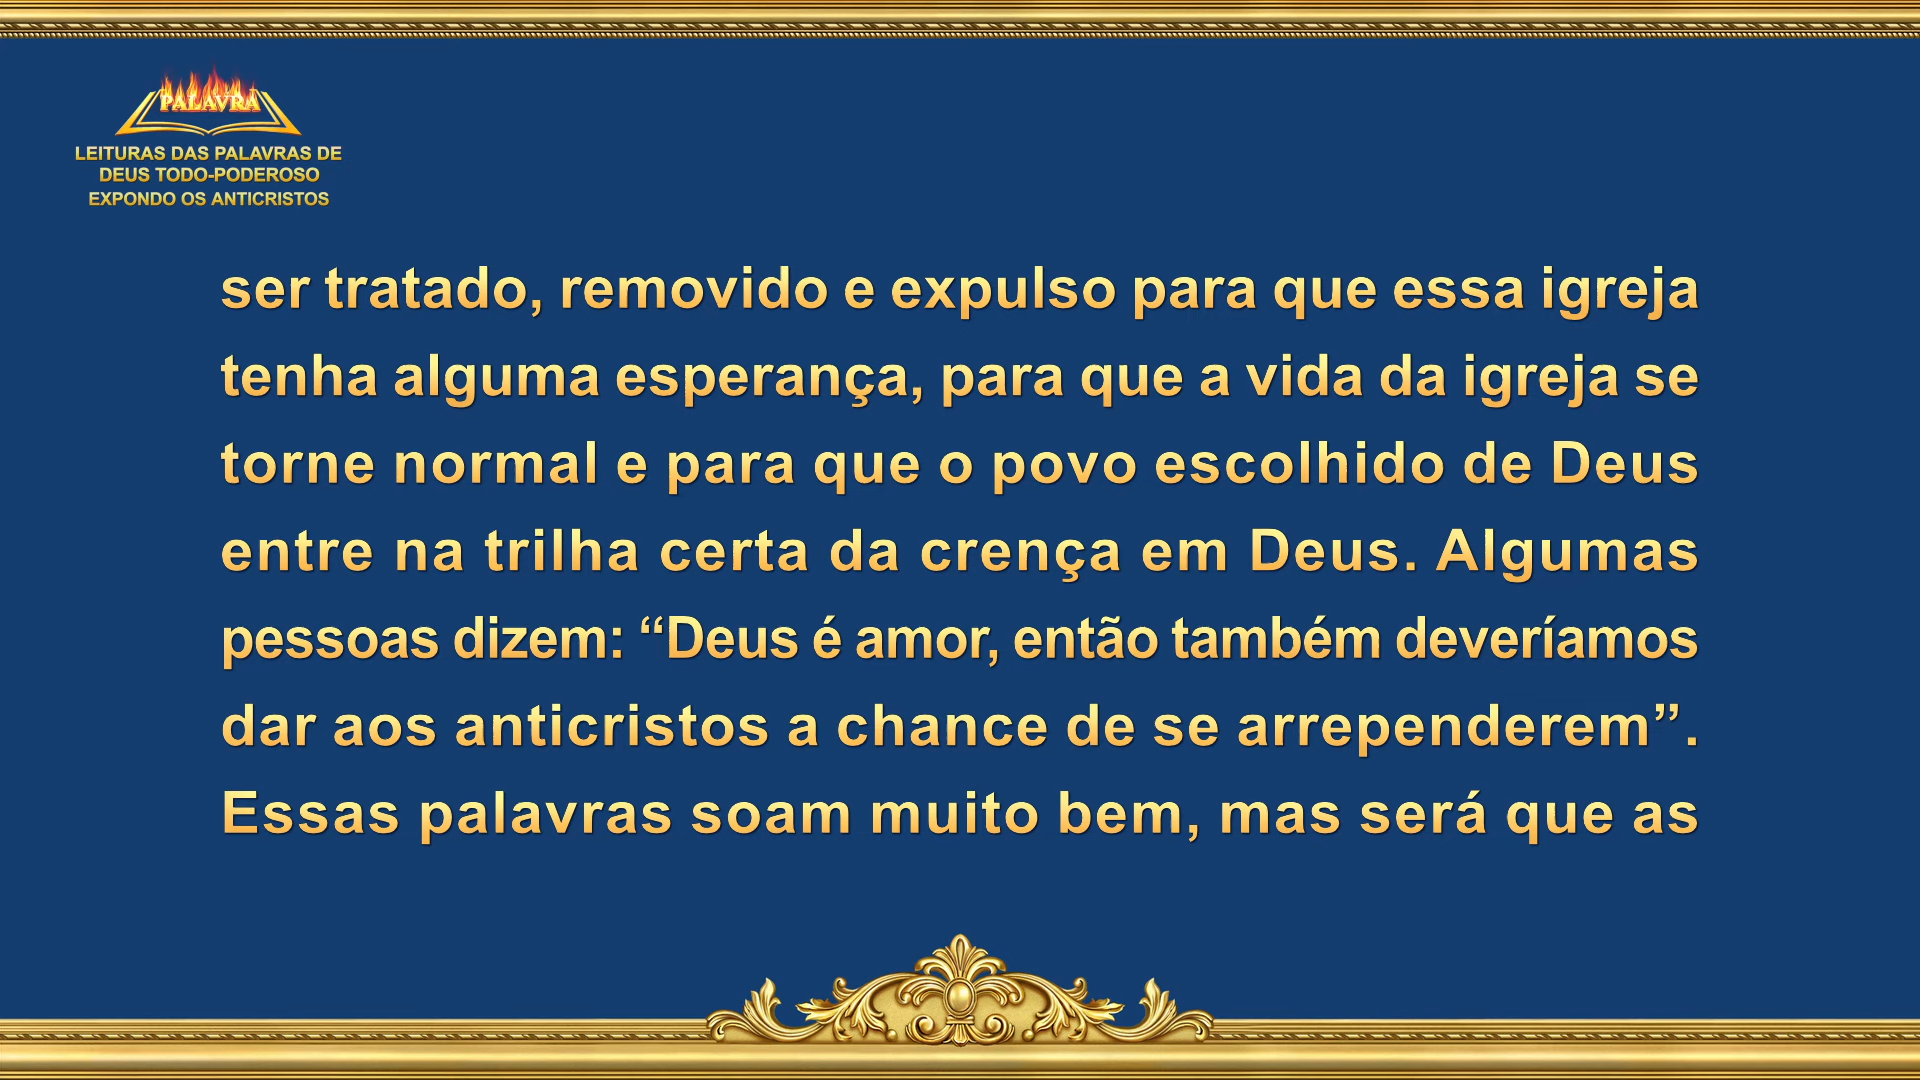 PALAVRA
LEITURAS DAS PALAVRAS DE
DEUS TODO-PODEROSO
EXPONDO OS ANTICRISTOS
ser tratado, removido e expulso para que essa igreja
tenha alguma esperança, para que a vida da igreja se
torne normal e para que o povo escolhido de Deus
entre na trilha certa da crença em Deus. Algumas
pessoas dizem: “Deus é amor, então também deveríamos
dar aos anticristos a chance de se arrependerem”.
Essas palavras soam muito bem, mas será que as